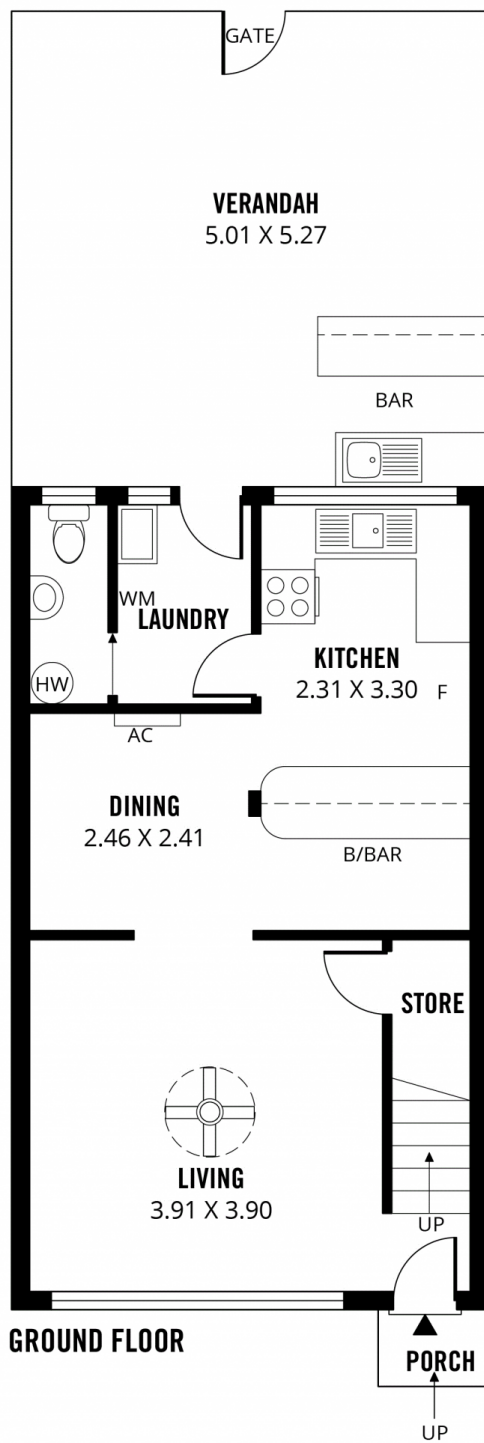 GATE
VERANDAH
5.01 X 5.27
BAR
WM
LAUNDRY
HW
KITCHEN
2.31 X 3.30
F
AC
DINING
2.46 X 2.41
B/BAR
STORE
LIVING
3.91 X 3.90
UP
GROUND FLOOR
PORCH
UP